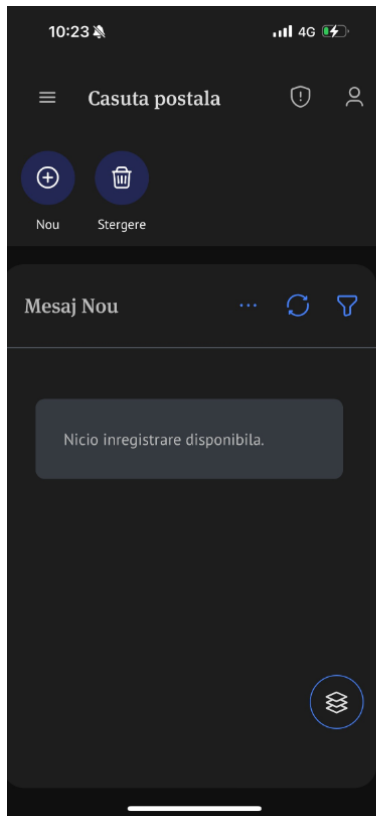 10:23
4G
Casuta postala
Nou
Stergere
Mesaj Nou
Nicio inregistrare disponibila.